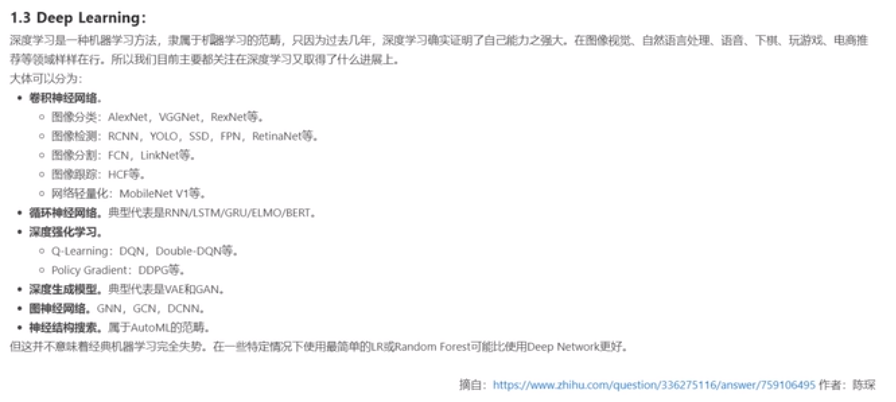 1.3 Deep Learning：
深度学习是一种机器学习方法，隶属于机器学习的范畴，只因为过去几年，深度学习确实证明了自己能力之强大。在图像视觉、自然语言处理、语音、下棋、玩游戏、电商推
荐等领域样样在行。所以我们目前主要都关注在深度学习又取得了什么进展上。
大体可以分为：
• 卷积神经网络。
○ 图像分类：AlexNet，VGGNet，RexNet等。
○ 图像检测：RCNN，YOLO，SSD，FPN，RetinaNet等。
○ 图像分割：FCN，LinkNet等。
○ 图像跟踪：HCF等。
○ 网络轻量化：MobileNet V1等。
• 循环神经网络。典型代表是RNN/LSTM/GRU/ELMO/BERT。
• 深度强化学习。
○ Q-Learning：DQN，Double-DQN等。
○ Policy Gradient：DDPG等。
• 深度生成模型。典型代表是VAE和GAN。
• 图神经网络。GNN，GCN，DCNN。
• 神经结构搜索。属于AutoML的范畴。
但这并不意味着经典机器学习完全失势。在一些特定情况下使用最简单的LR或Random Forest可能比使用Deep Network更好。
摘自：https://www.zhihu.com/question/336275116/answer/759106495 作者：陈琛